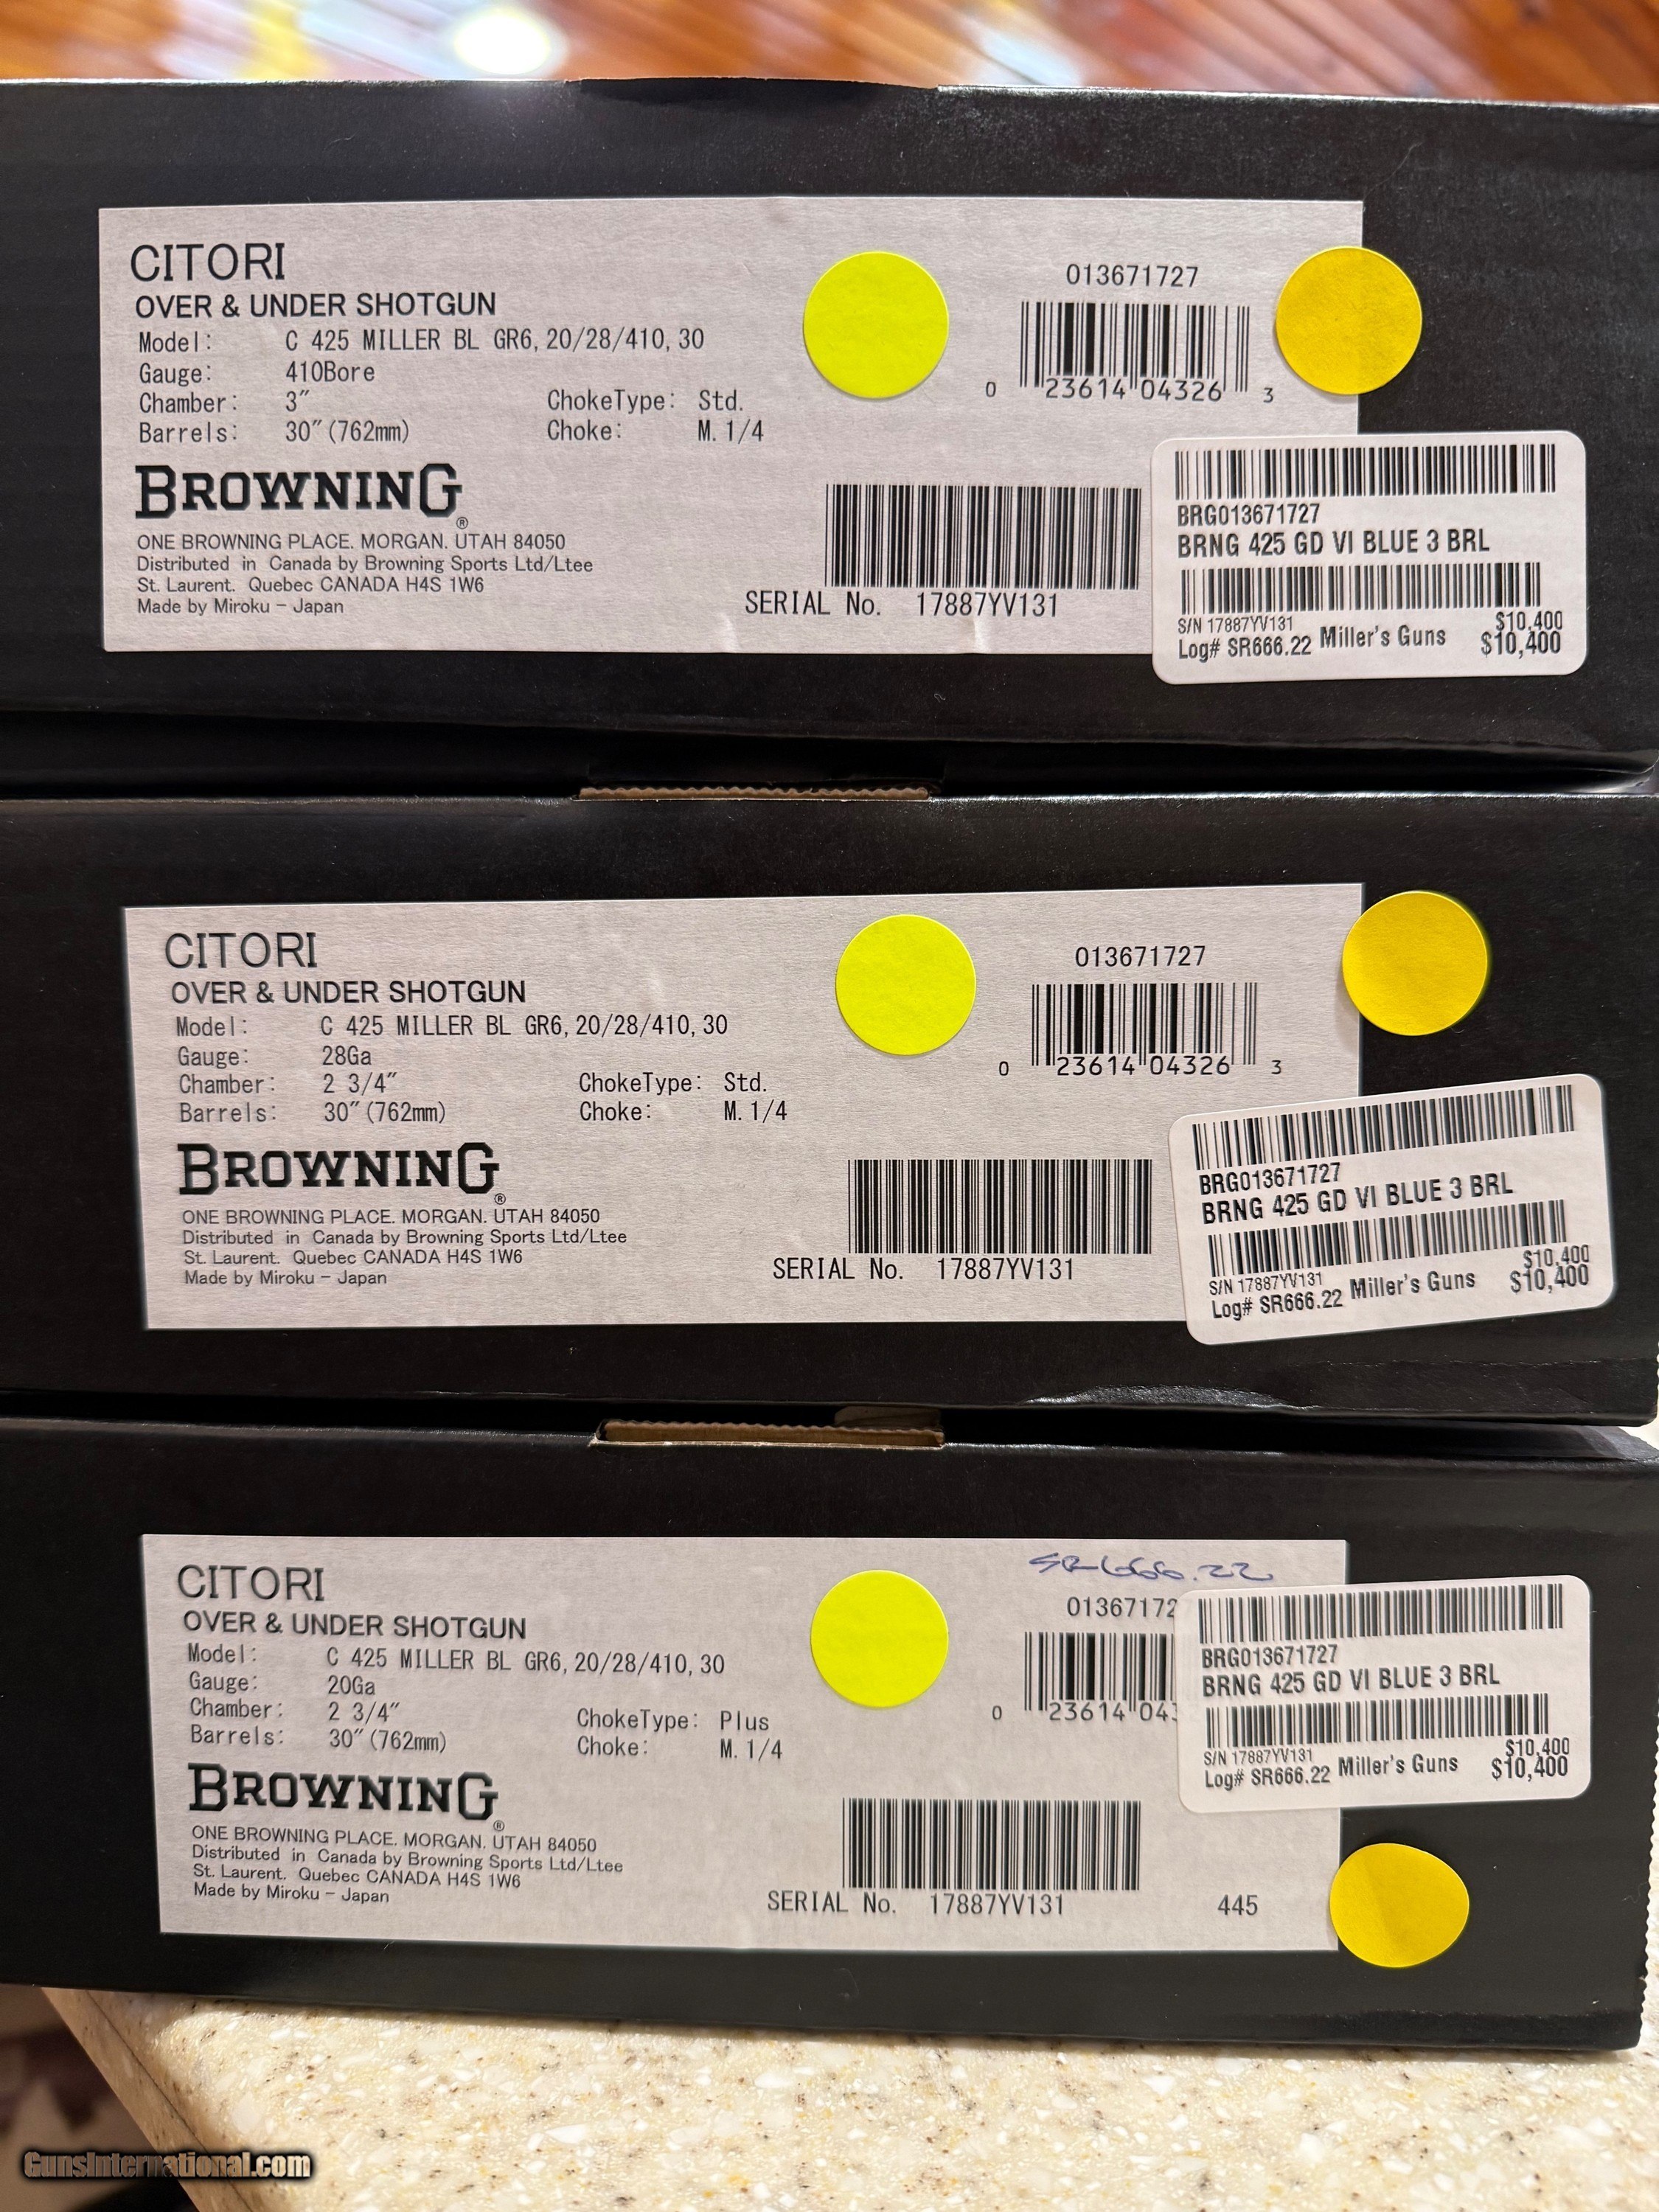 CITORI
OVER & UNDER SHOTGUN
Model: C 425 MILLER BL GR6, 20/28/410, 30
Gauge: 410Bore
Chamber: 3" ChokeType: Std.
Barrels: 30"(762mm) Choke: M.1/4
BROWNING®
ONE BROWNING PLACE. MORGAN. UTAH 84050
Distributed in Canada by Browning Sports Ltd/Ltee
St. Laurent. Quebec CANADA H4S 1W6
Made by Miroku - Japan
013671727
0 23614 04326 3
SERIAL No. 17887YV131
BRG013671727
BRNG 425 GD VI BLUE 3 BRL
S/N 17887YV131 $10,400
Log# SR666.22 Miller's Guns $10,400
CITORI
OVER & UNDER SHOTGUN
Model: C 425 MILLER BL GR6, 20/28/410, 30
Gauge: 28Ga
Chamber: 2 3/4" ChokeType: Std.
Barrels: 30"(762mm) Choke: M.1/4
BROWNING®
ONE BROWNING PLACE. MORGAN. UTAH 84050
Distributed in Canada by Browning Sports Ltd/Ltee
St. Laurent. Quebec CANADA H4S 1W6
Made by Miroku - Japan
013671727
0 23614 04326 3
SERIAL No. 17887YV131
BRG013671727
BRNG 425 GD VI BLUE 3 BRL
S/N 17887YV131 $10,400
Log# SR666.22 Miller's Guns $10,400
CITORI
OVER & UNDER SHOTGUN
Model: C 425 MILLER BL GR6, 20/28/410, 30
Gauge: 20Ga
Chamber: 2 3/4" ChokeType: Plus
Barrels: 30"(762mm) Choke: M.1/4
BROWNING®
ONE BROWNING PLACE. MORGAN. UTAH 84050
Distributed in Canada by Browning Sports Ltd/Ltee
St. Laurent. Quebec CANADA H4S 1W6
Made by Miroku - Japan
SR666.22
01367172
0 23614 043
SERIAL No. 17887YV131
445
BRG013671727
BRNG 425 GD VI BLUE 3 BRL
S/N 17887YV131 $10,400
Log# SR666.22 Miller's Guns $10,400
GunsInternational.com